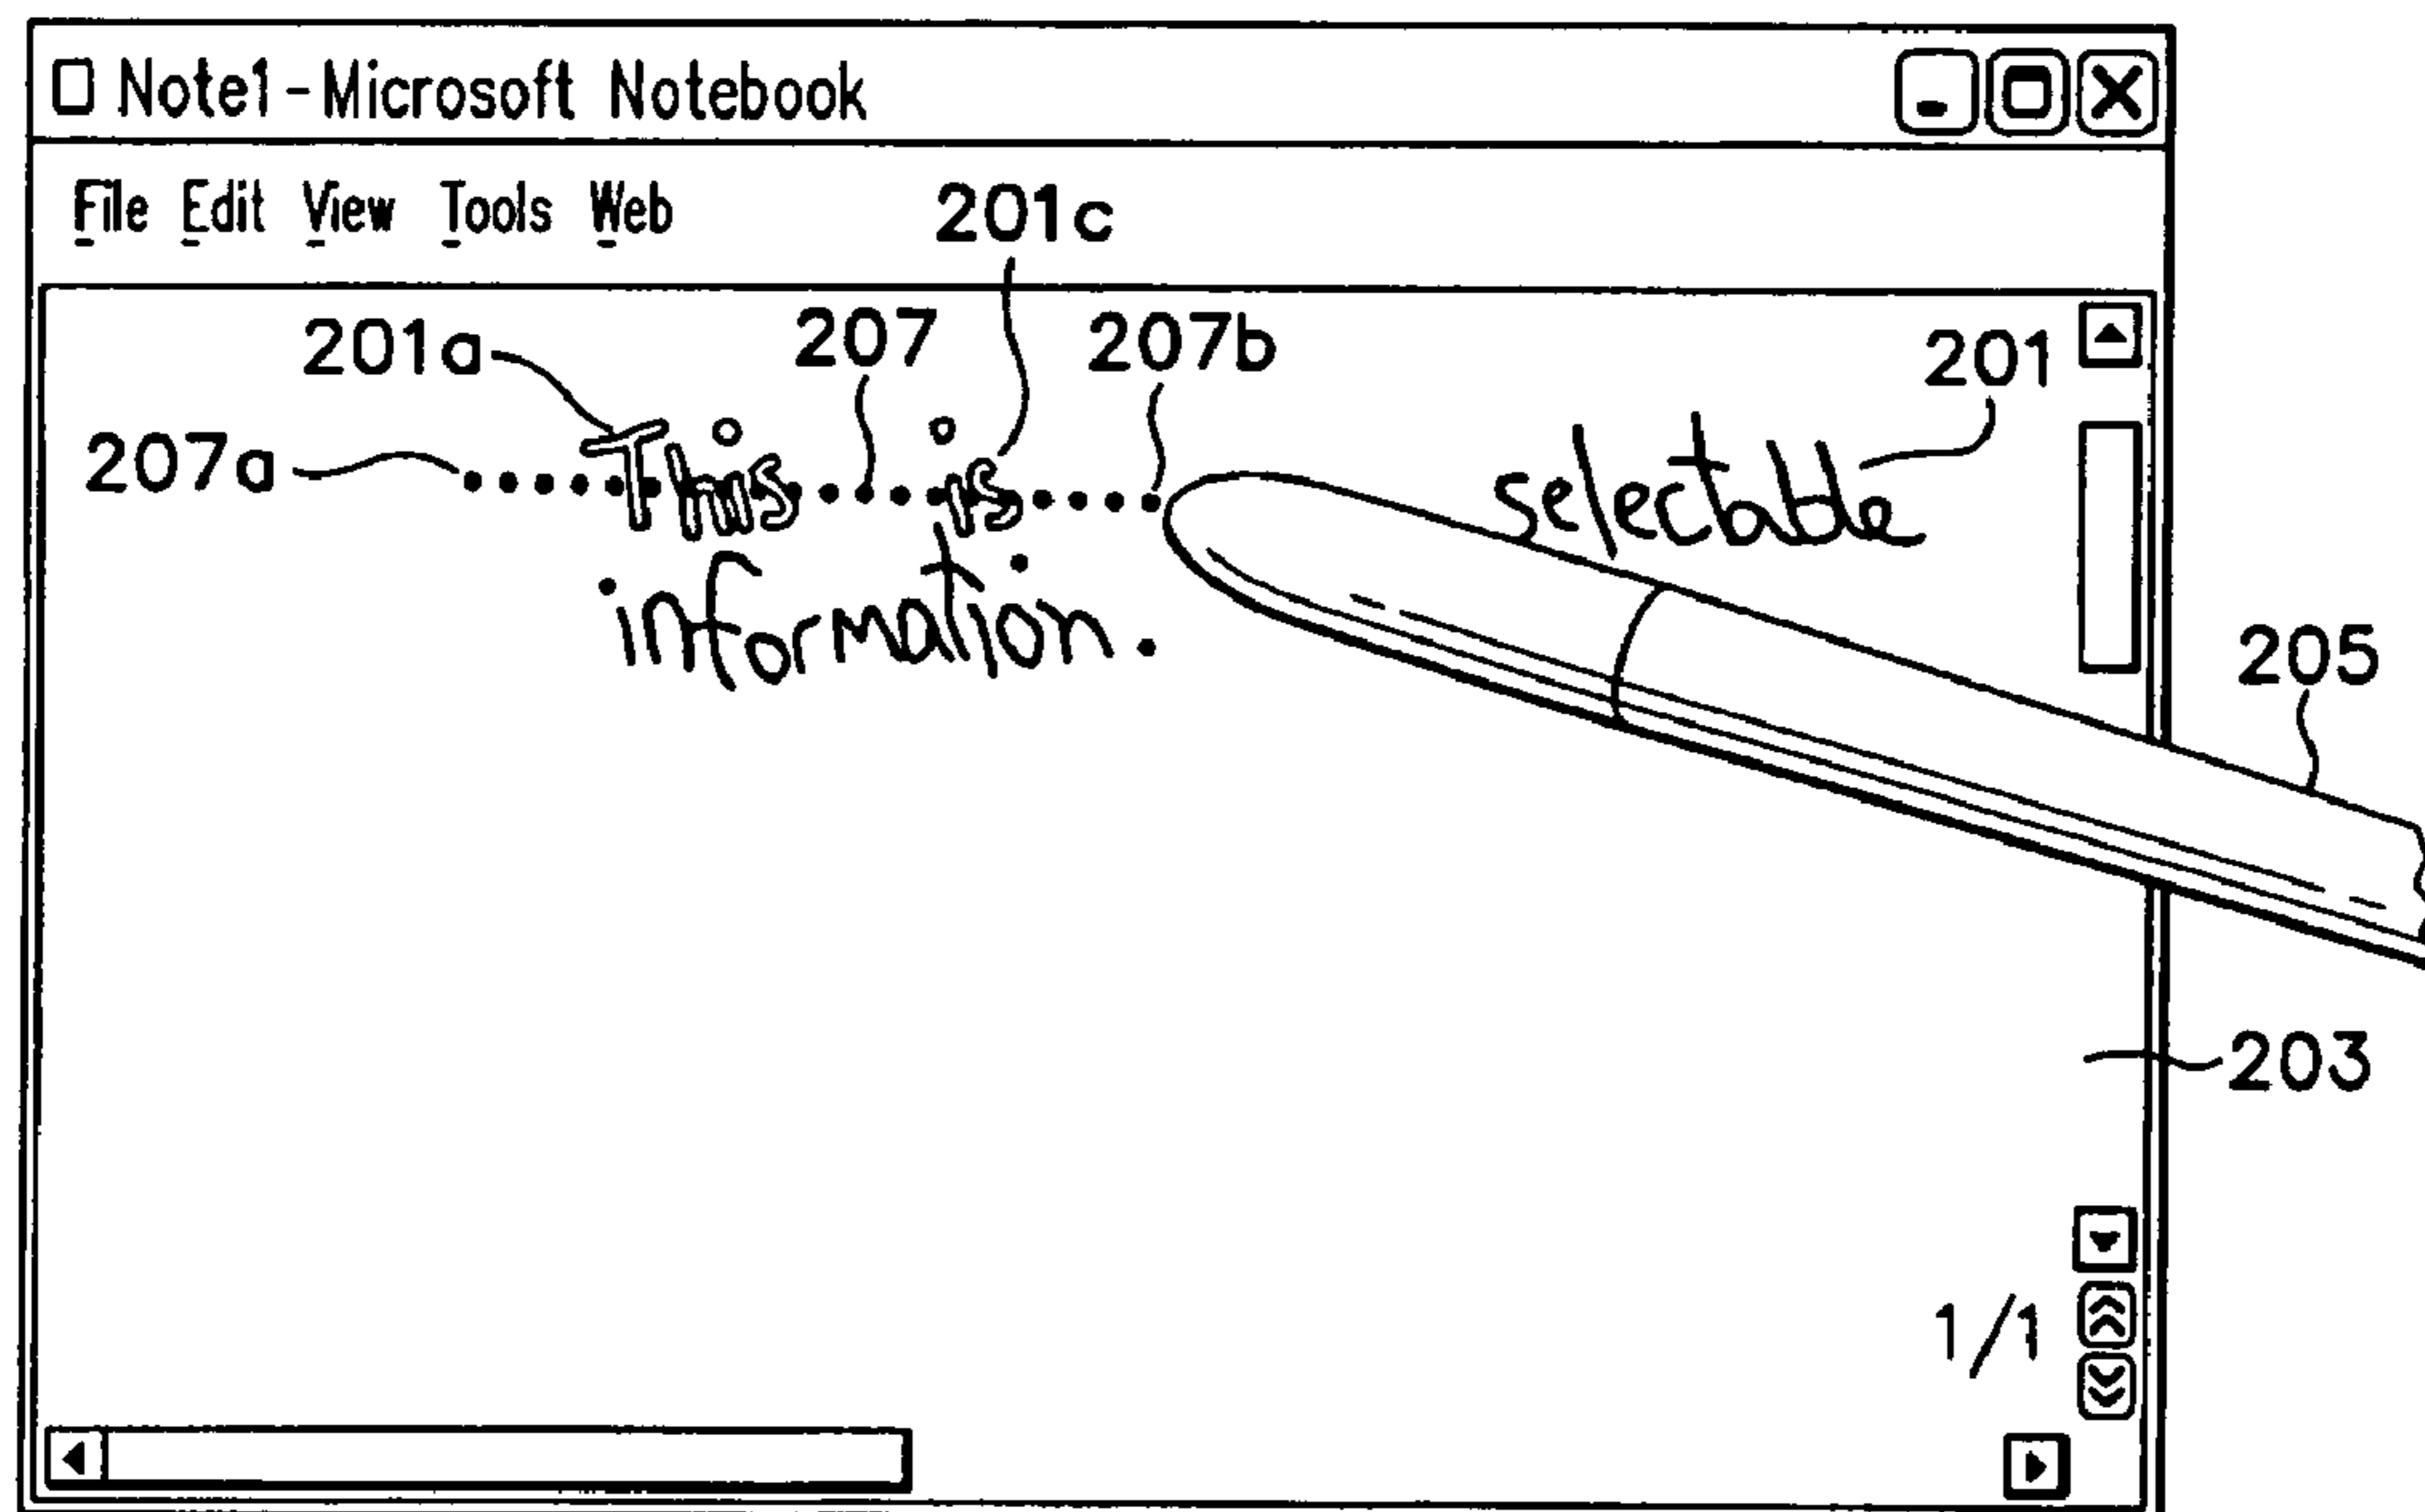 Note1-Microsoft Notebook
File Edit View Tools Web
201c
201a 207 207b 201
207a This is selectable
information.
205
203
1/1